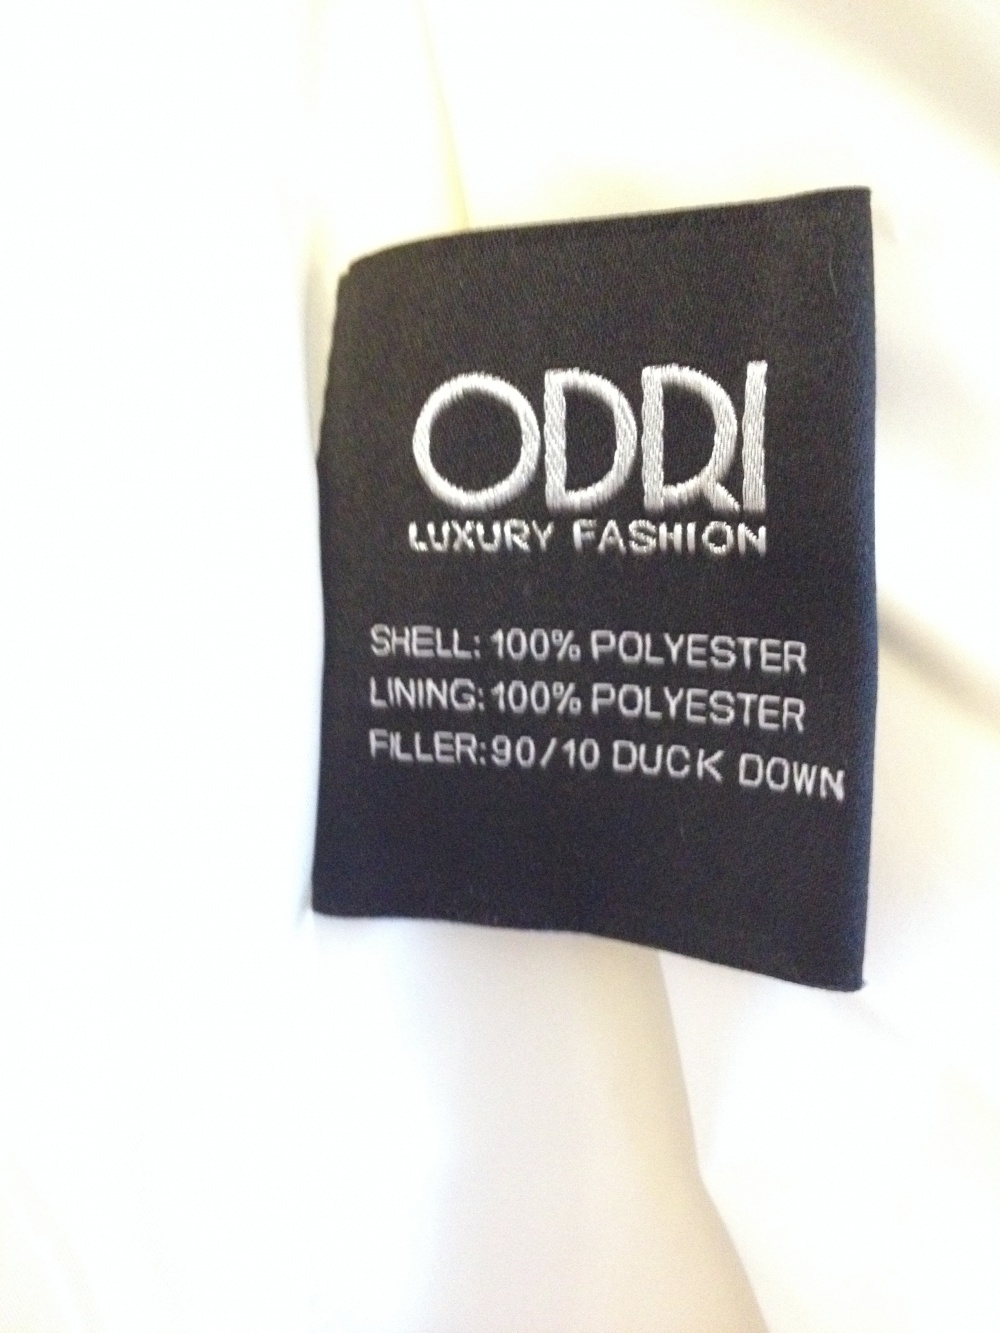 ODRI
LUXURY FASHION
SHELL: 100% POLYESTER
LINING: 100% POLYESTER
FILLER: 90/10 DUCK DOWN